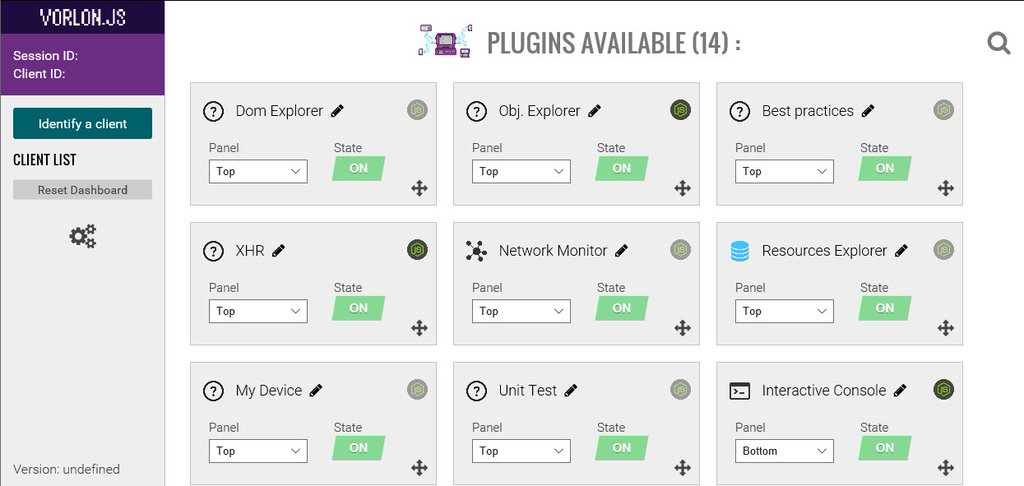 VORLON.JS
Session ID:
Client ID:
Identify a client
CLIENT LIST
Reset Dashboard
Version: undefined
PLUGINS AVAILABLE (14) :
Dom Explorer
Panel State
Top ON
Obj. Explorer
Panel State
Top ON
Best practices
Panel State
Top ON
XHR
Panel State
Top ON
Network Monitor
Panel State
Top ON
Resources Explorer
Panel State
Top ON
My Device
Panel State
Top ON
Unit Test
Panel State
Top ON
Interactive Console
Panel State
Bottom ON